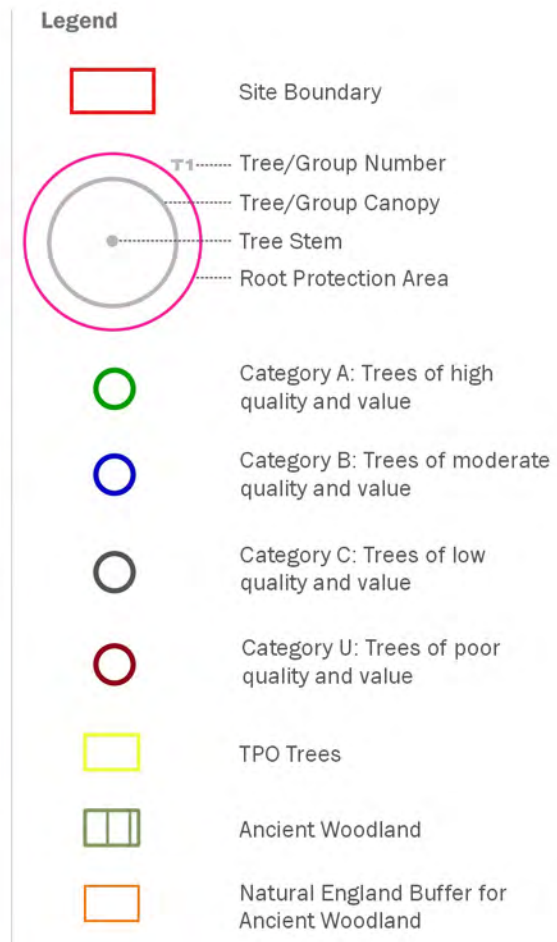 Legend
Site Boundary
T1
Tree/Group Number
Tree/Group Canopy
Tree Stem
Root Protection Area
Category A: Trees of high
quality and value
Category B: Trees of moderate
quality and value
Category C: Trees of low
quality and value
Category U: Trees of poor
quality and value
TPO Trees
Ancient Woodland
Natural England Buffer for
Ancient Woodland